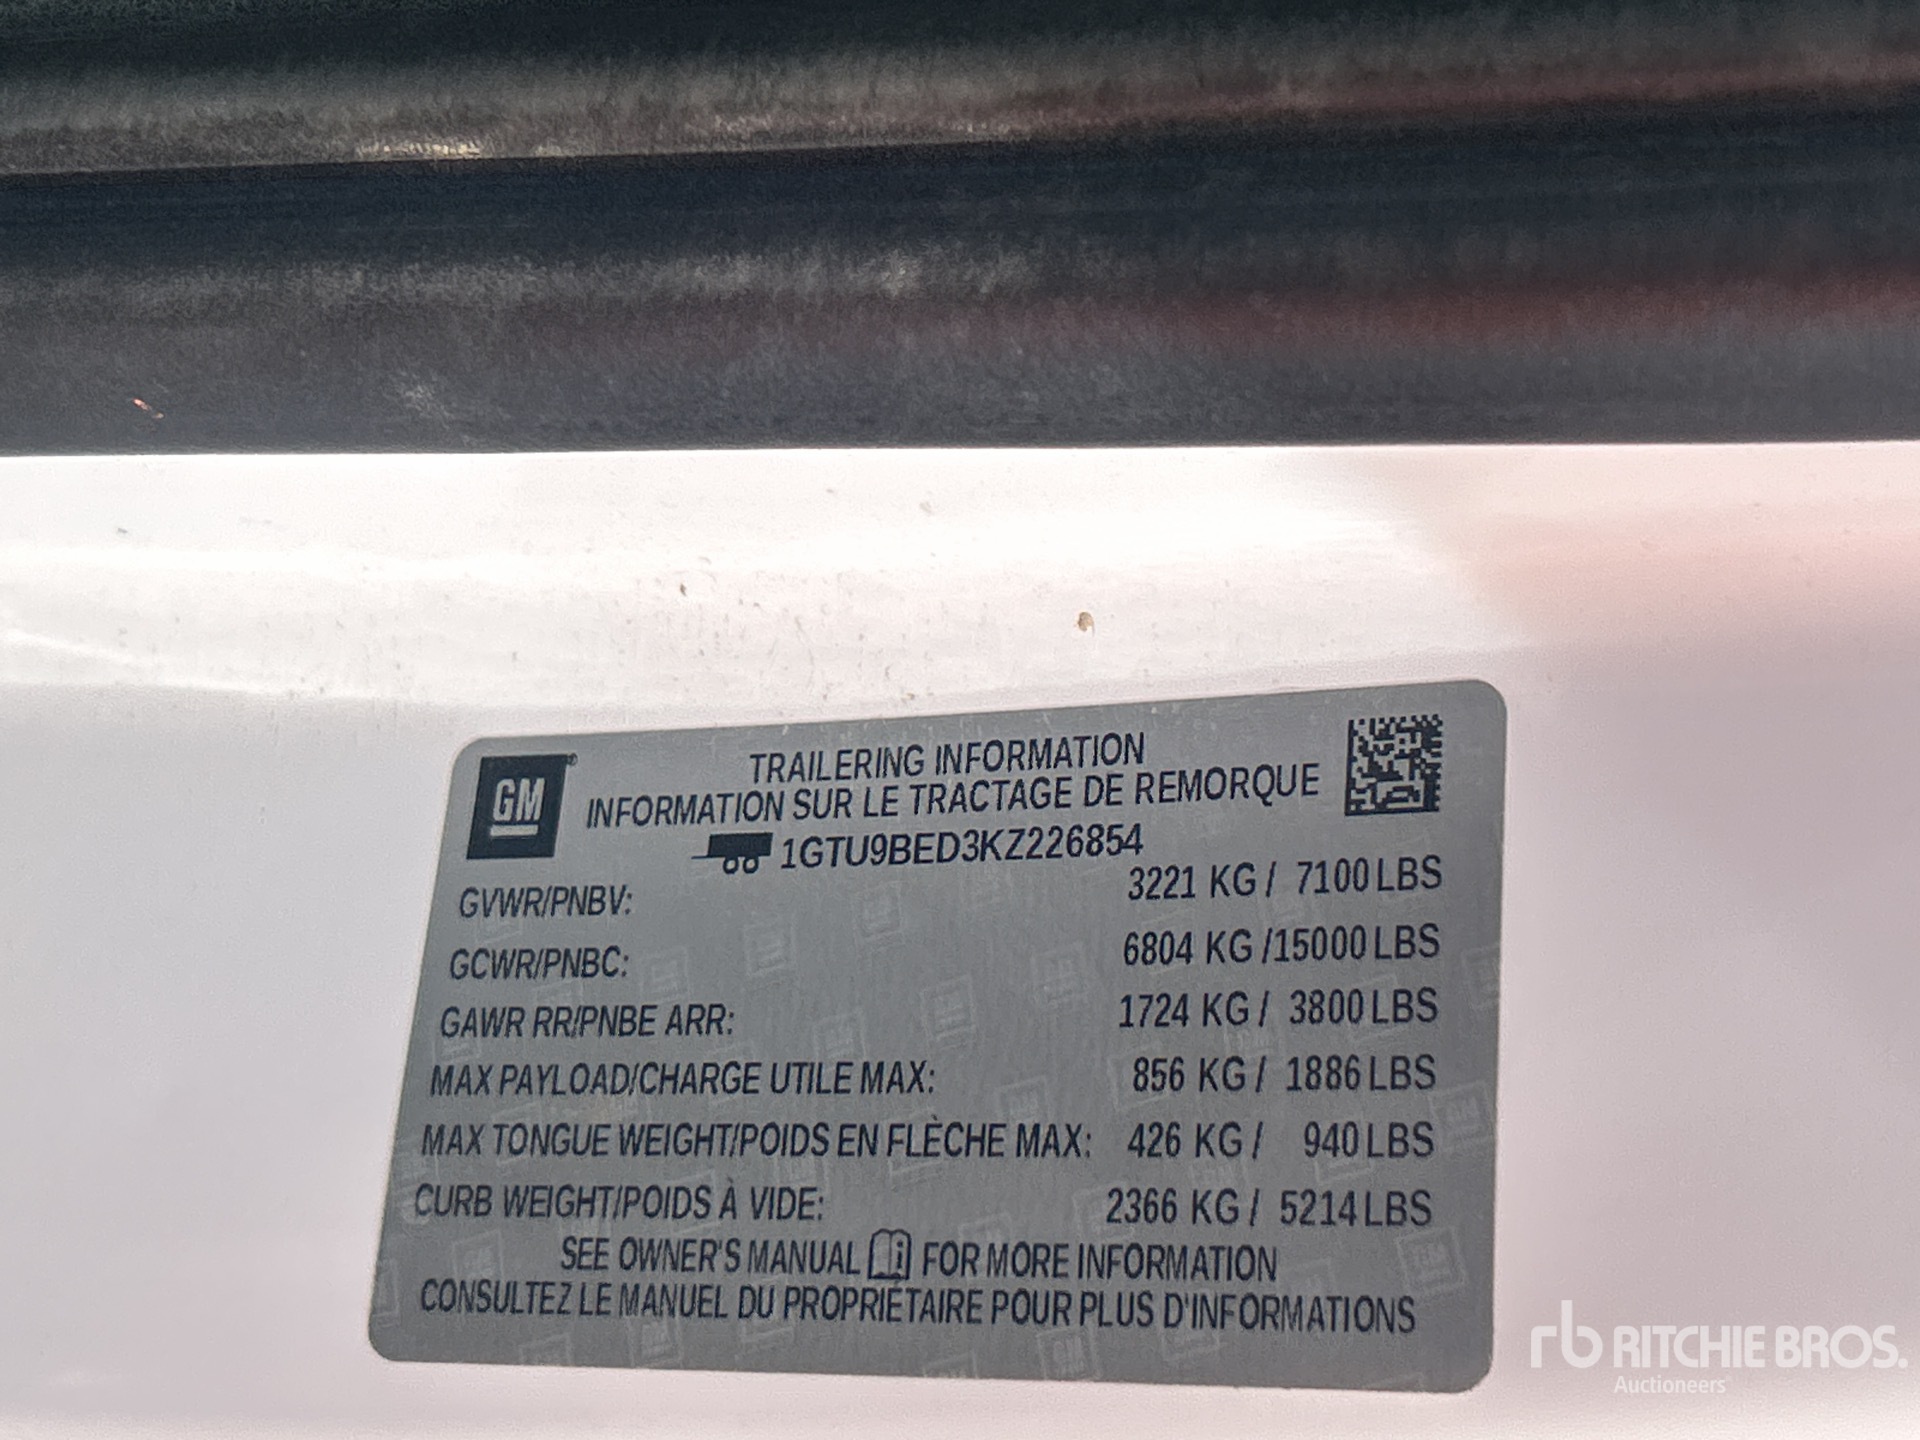 GM
TRAILERING INFORMATION
INFORMATION SUR LE TRACTAGE DE REMORQUE
1GTU9BED3KZ226854
GVWR/PNBV: 3221 KG / 7100 LBS
GCWR/PNBC: 6804 KG /15000 LBS
GAWR RR/PNBE ARR: 1724 KG / 3800 LBS
MAX PAYLOAD/CHARGE UTILE MAX: 856 KG / 1886 LBS
MAX TONGUE WEIGHT/POIDS EN FLÈCHE MAX: 426 KG / 940 LBS
CURB WEIGHT/POIDS À VIDE: 2366 KG / 5214 LBS
SEE OWNER'S MANUAL FOR MORE INFORMATION
CONSULTEZ LE MANUEL DU PROPRIÉTAIRE POUR PLUS D'INFORMATIONS
rb RITCHIE BROS.
Auctioneers